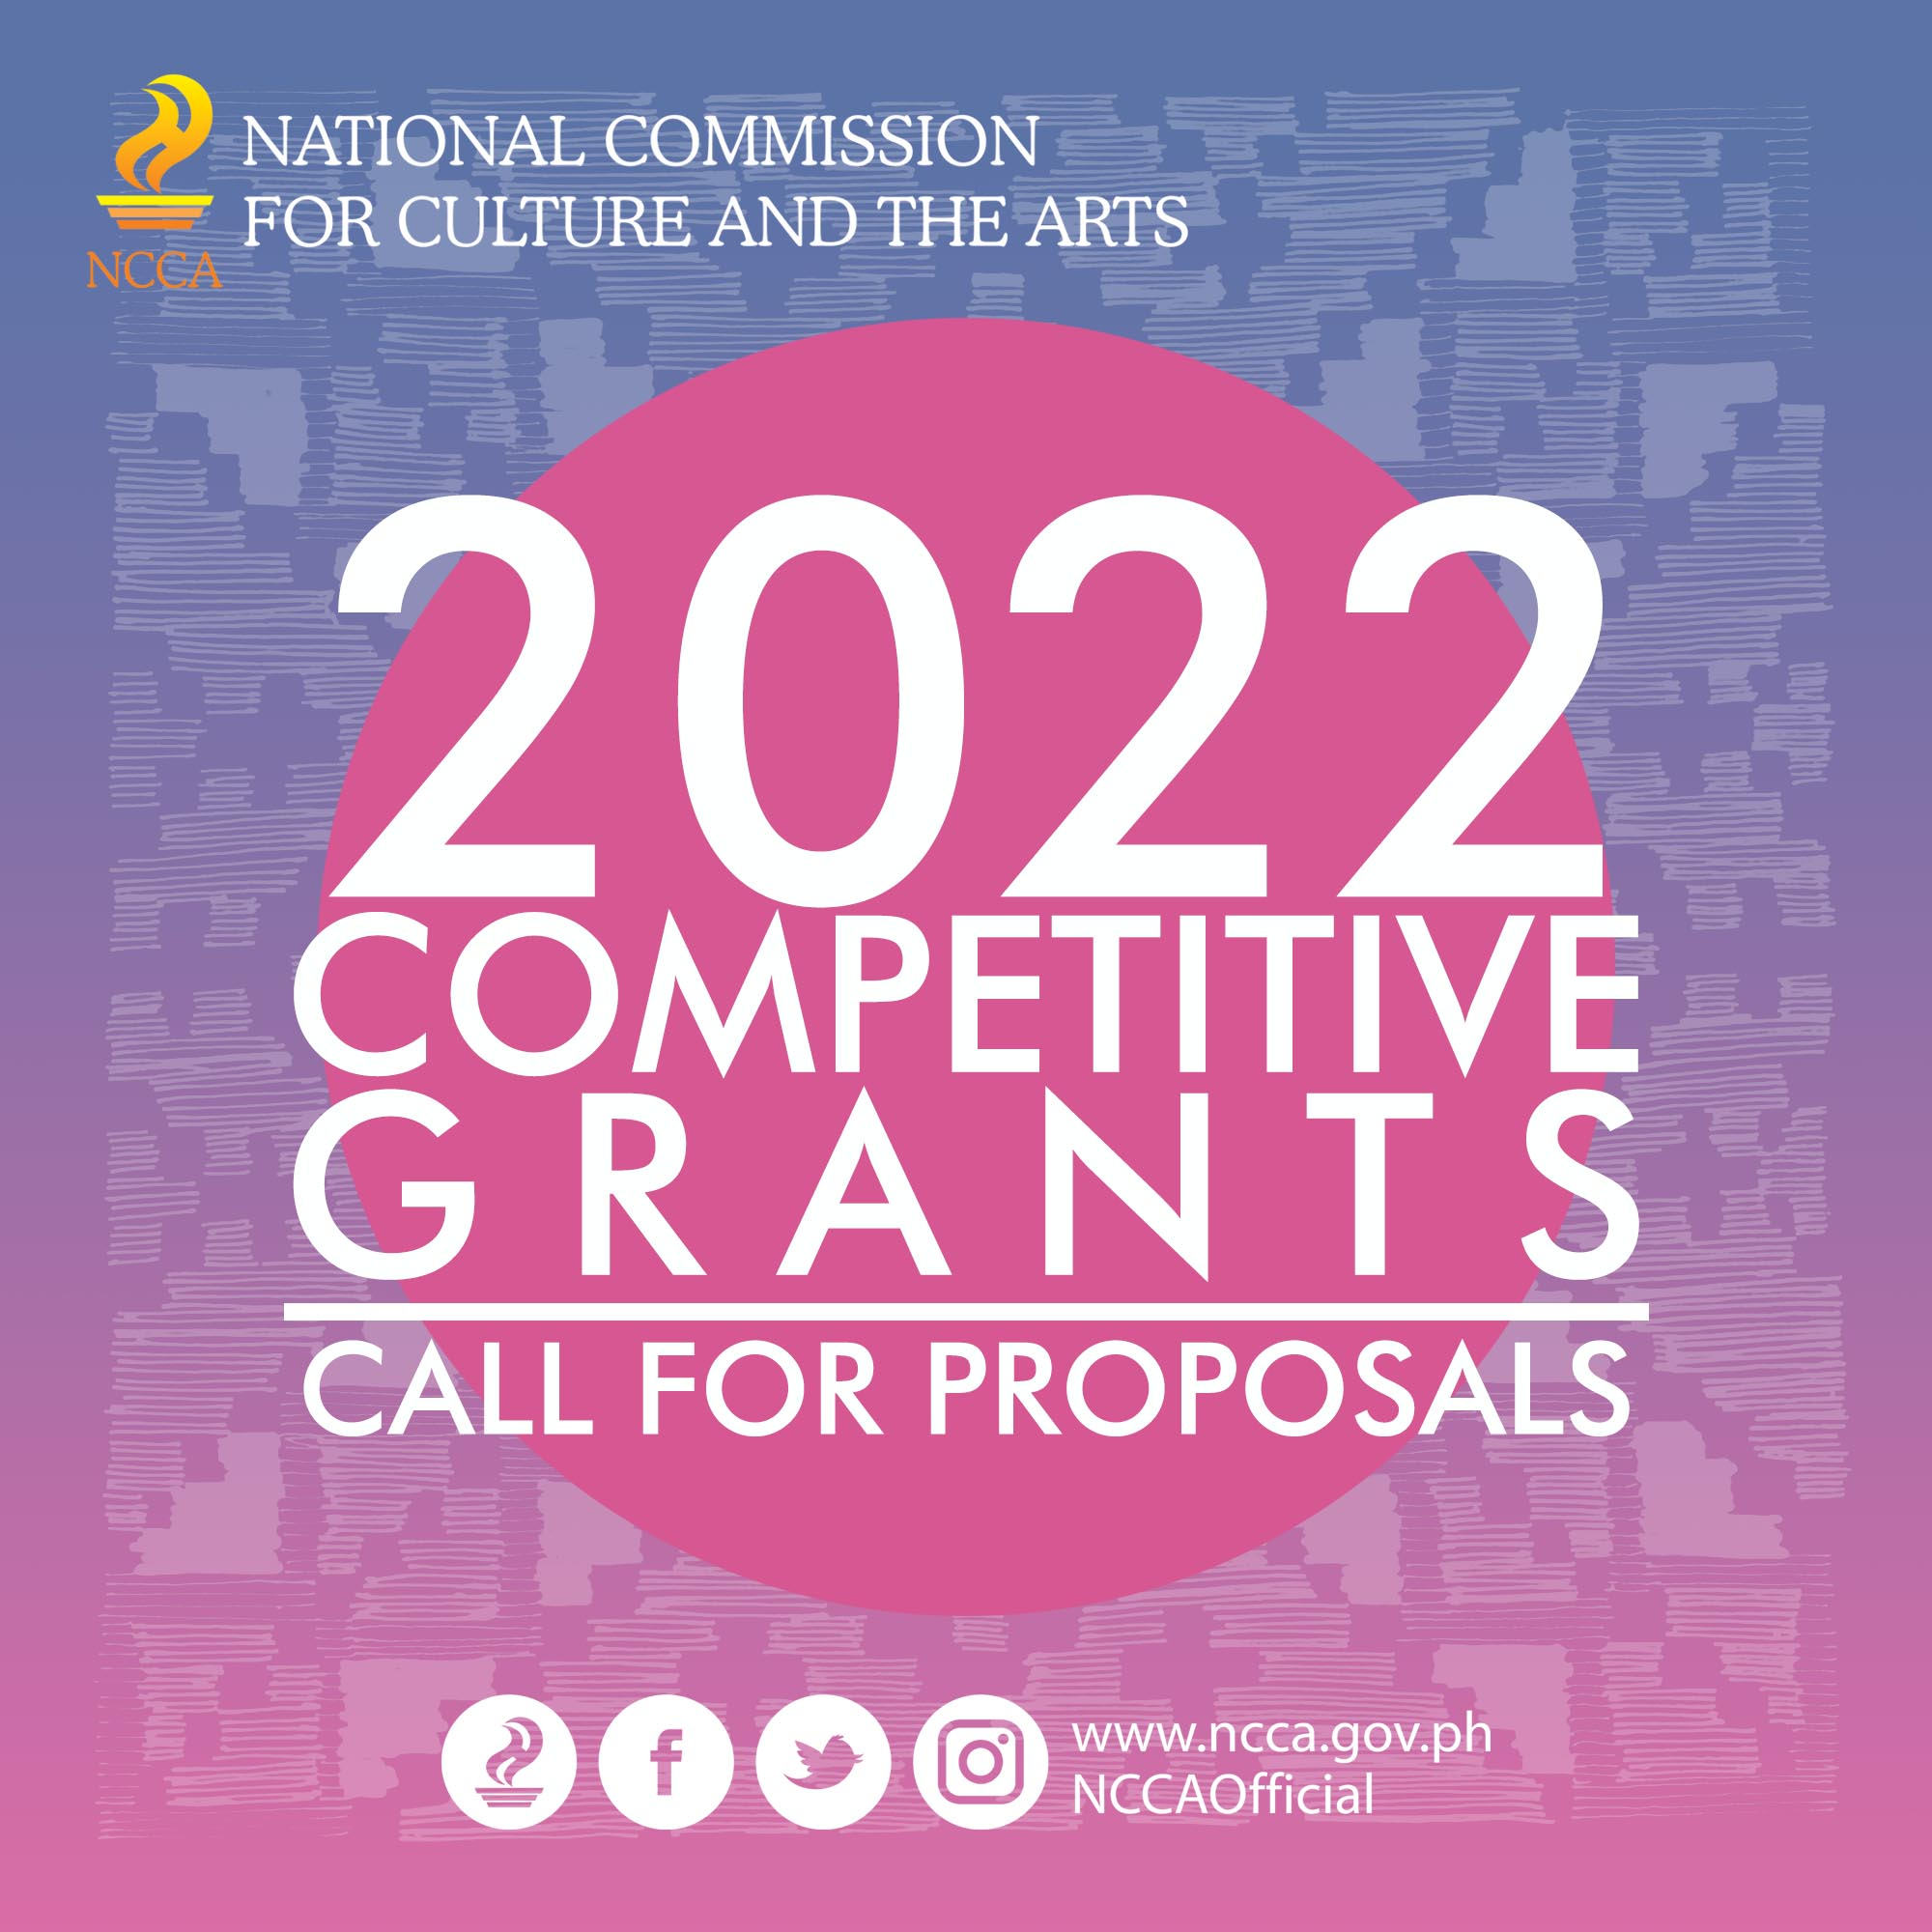 NATIONAL COMMISSION
FOR CULTURE AND THE ARTS
NCCA
2022
COMPETITIVE
GRANTS
CALL FOR PROPOSALS
www.ncca.gov.ph
NCCAOfficial